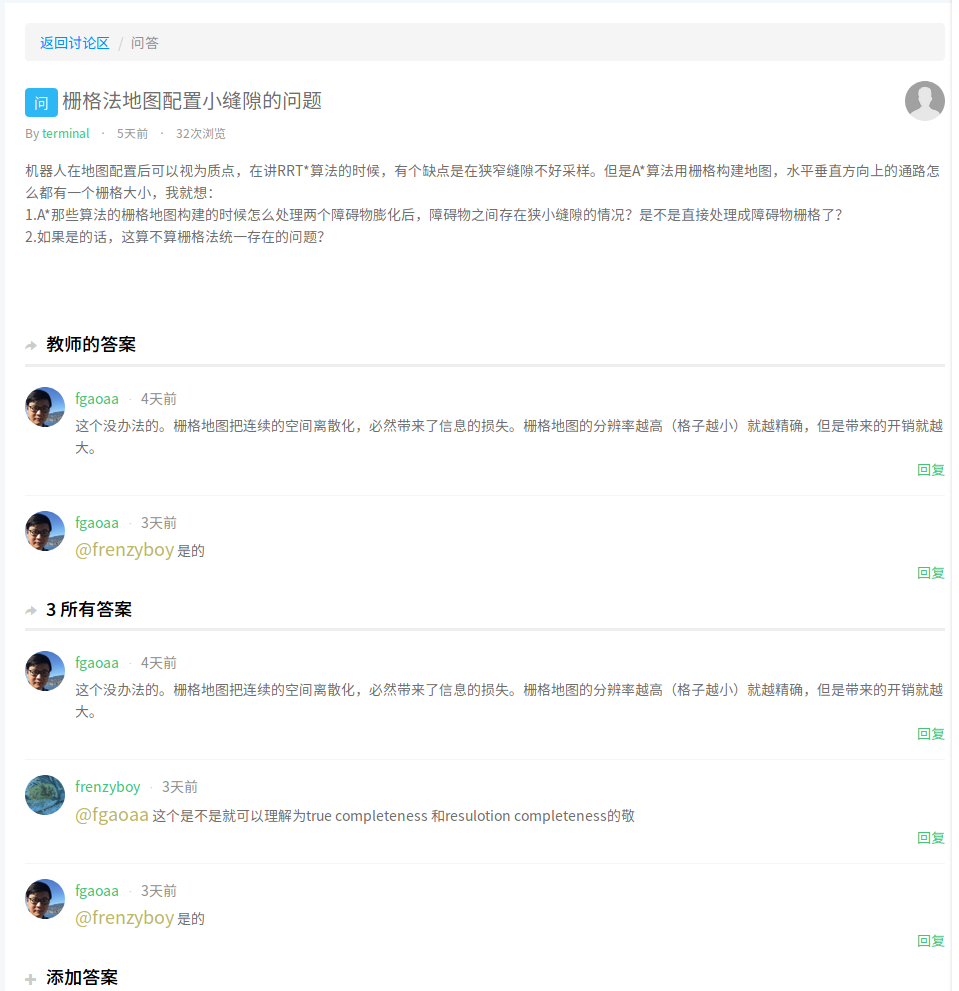 返回讨论区 / 问答
问 栅格法地图配置小缝隙的问题
By terminal · 5天前 · 32次浏览
机器人在地图配置后可以视为质点，在讲RRT*算法的时候，有个缺点是在狭窄缝隙不好采样。但是A*算法用栅格构建地图，水平垂直方向上的通路怎
么都有一个栅格大小，我就想：
1.A*那些算法的栅格地图构建的时候怎么处理两个障碍物膨化后，障碍物之间存在狭小缝隙的情况？是不是直接处理成障碍物栅格了？
2.如果是的话，这算不算栅格法统一存在的问题？
教师的答案
fgaoaa · 4天前
这个没办法的。栅格地图把连续的空间离散化，必然带来了信息的损失。栅格地图的分辨率越高（格子越小）就越精确，但是带来的开销就越
大。
回复
fgaoaa · 3天前
@frenzyboy 是的
回复
3 所有答案
fgaoaa · 4天前
这个没办法的。栅格地图把连续的空间离散化，必然带来了信息的损失。栅格地图的分辨率越高（格子越小）就越精确，但是带来的开销就越
大。
回复
frenzyboy · 3天前
@fgaoaa 这个是不是就可以理解为true completeness 和resulotion completeness的敬
回复
fgaoaa · 3天前
@frenzyboy 是的
回复
添加答案